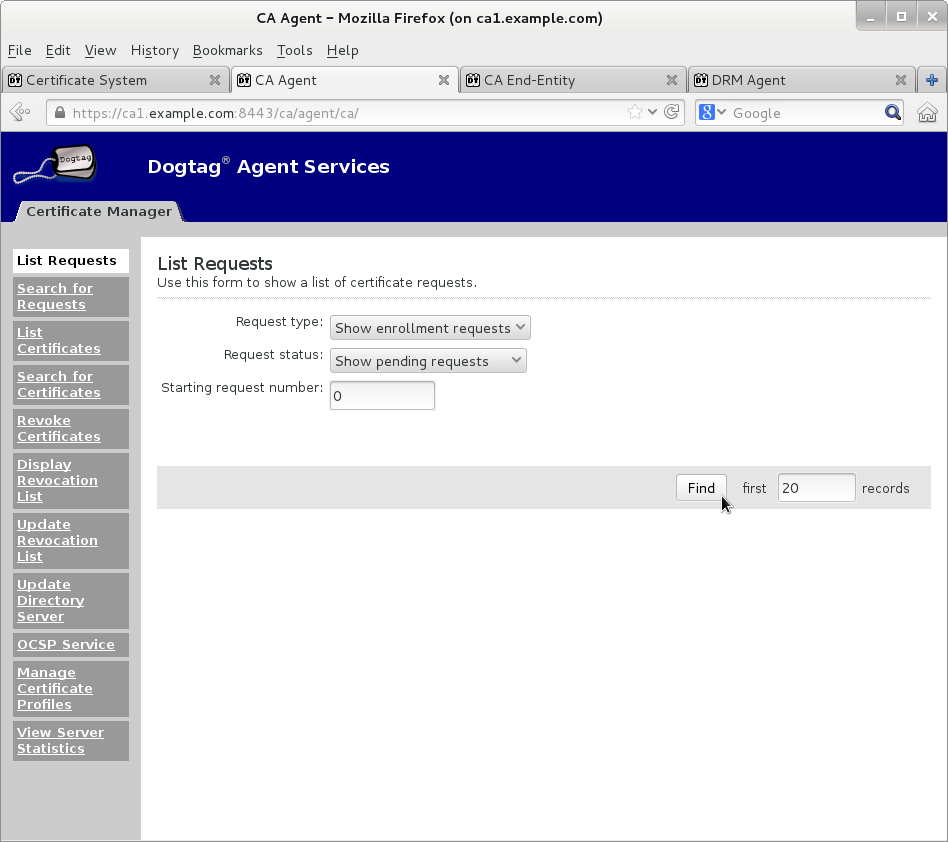 CA Agent – Mozilla Firefox (on ca1.example.com)
File Edit View History Bookmarks Tools Help
Certificate System CA Agent CA End-Entity DRM Agent
https://ca1.example.com:8443/ca/agent/ca/ Google
Dogtag
Dogtag® Agent Services
Certificate Manager
List Requests
Search for
Requests
List
Certificates
Search for
Certificates
Revoke
Certificates
Display
Revocation
List
Update
Revocation
List
Update
Directory
Server
OCSP Service
Manage
Certificate
Profiles
View Server
Statistics
List Requests
Use this form to show a list of certificate requests.
Request type: Show enrollment requests
Request status: Show pending requests
Starting request number: 0
Find first 20 records